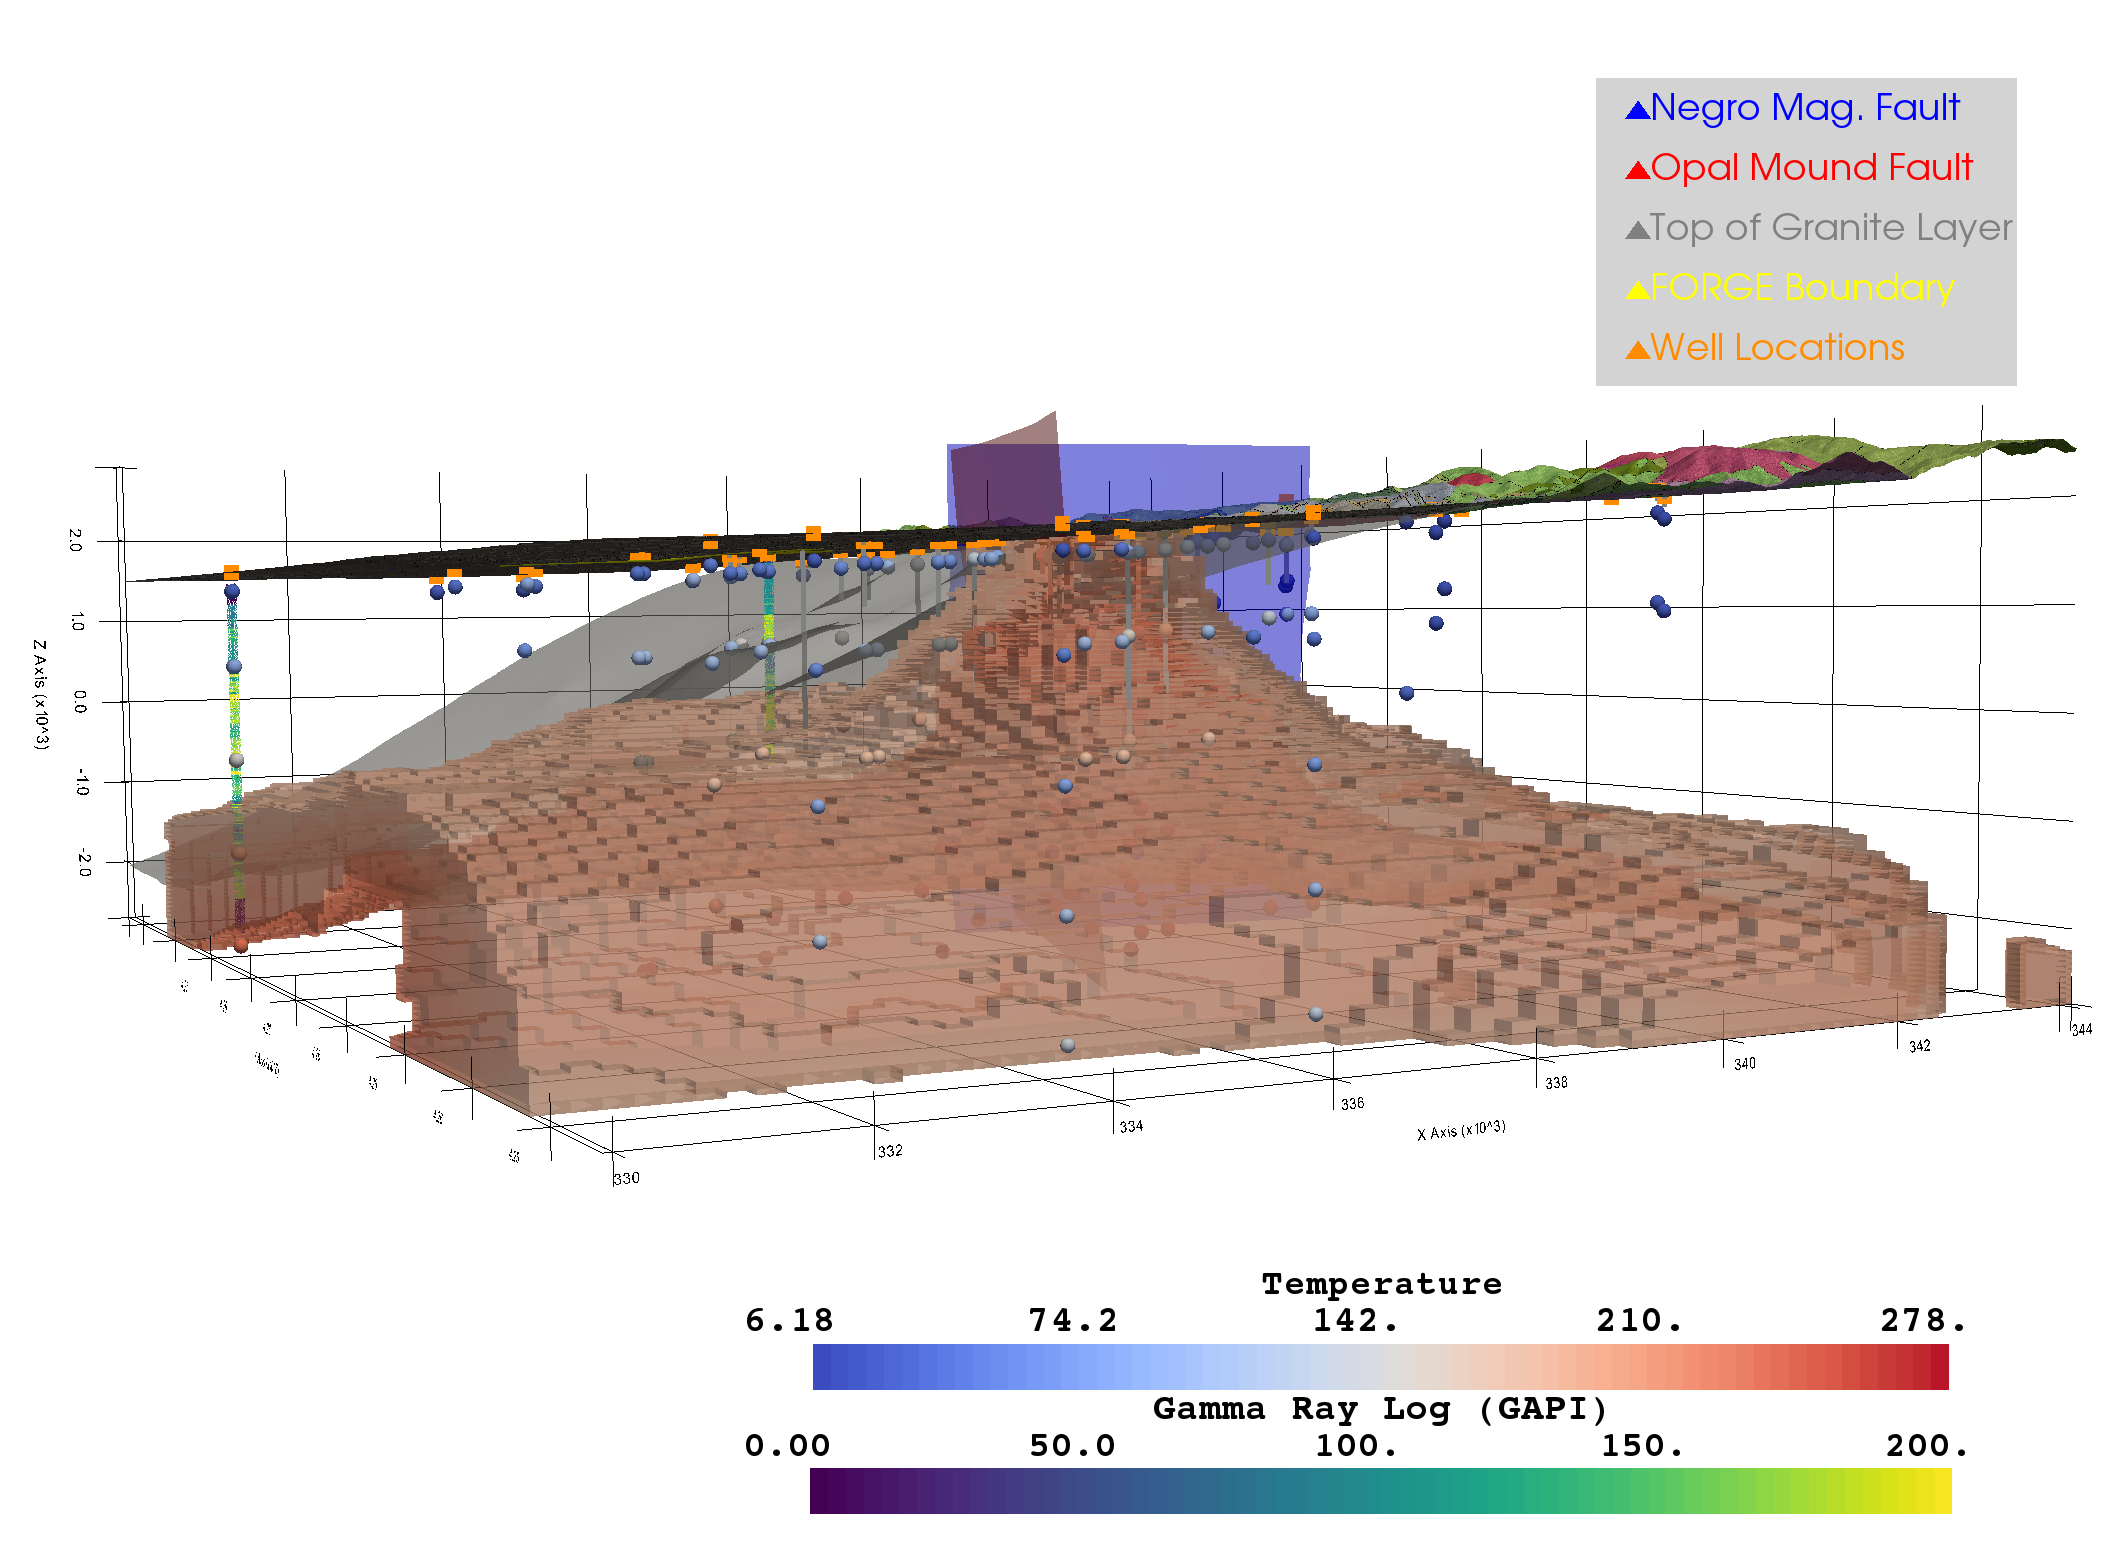 Negro Mag. Fault
Opal Mound Fault
Top of Granite Layer
FORGE Boundary
Well Locations
2.0
1.0
0.0
-1.0
-2.0
Z Axis (x10^3)
330
332
334
336
338
340
342
344
X Axis (x10^3)
Temperature
6.18 74.2 142. 210. 278.
Gamma Ray Log (GAPI)
0.00 50.0 100. 150. 200.